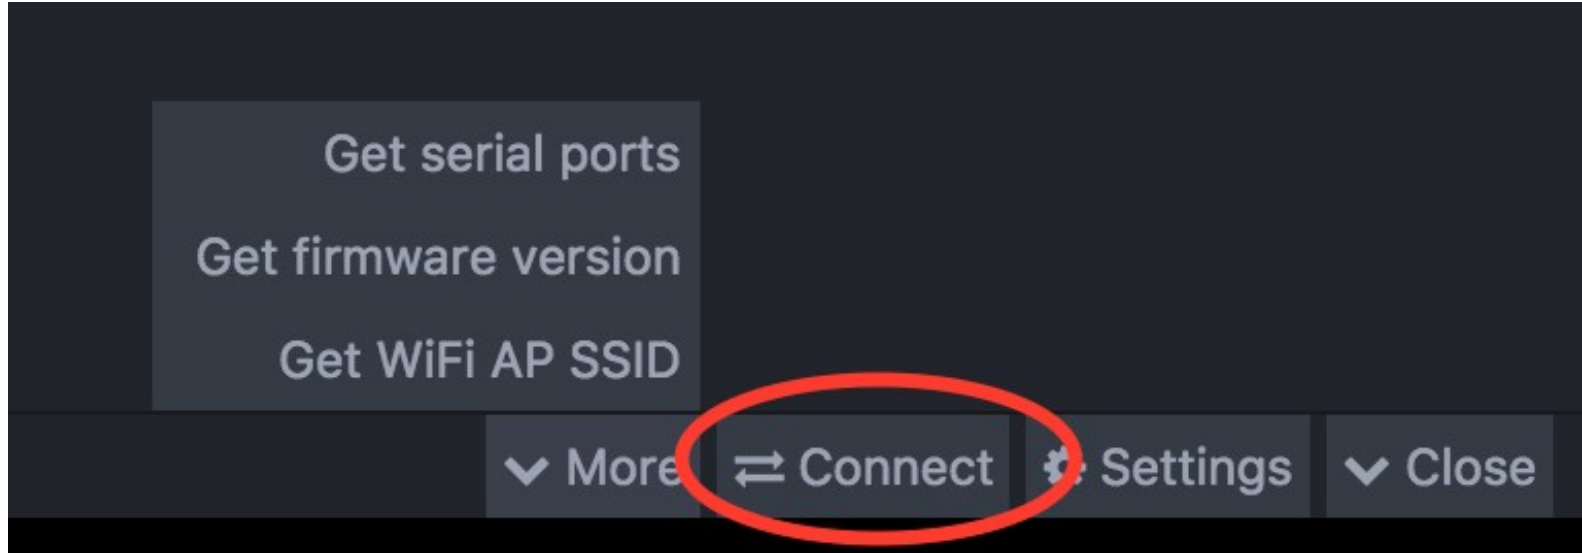 Get serial ports
Get firmware version
Get WiFi AP SSID
More Connect Settings Close